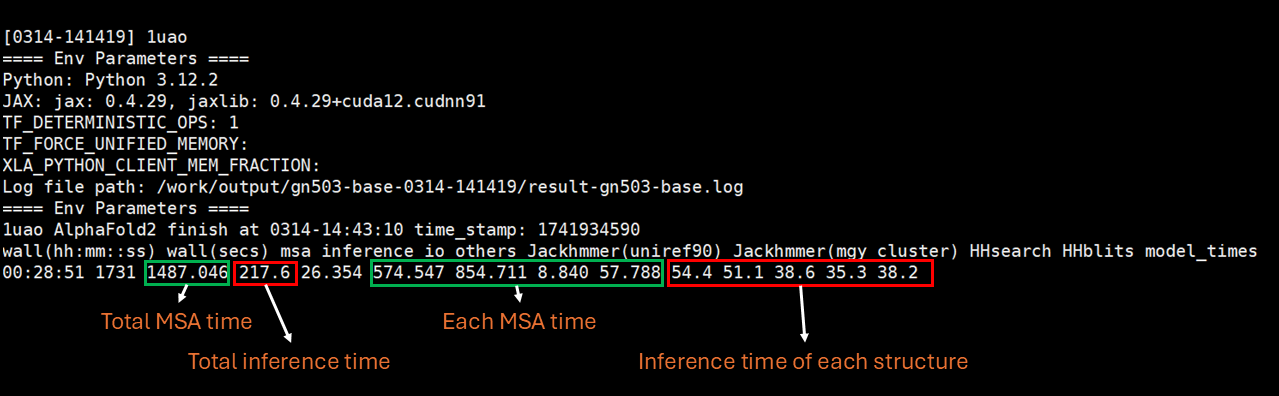 [0314-141419] 1uao
==== Env Parameters ====
Python: Python 3.12.2
JAX: jax: 0.4.29, jaxlib: 0.4.29+cuda12.cudnn91
TF_DETERMINISTIC_OPS: 1
TF_FORCE_UNIFIED_MEMORY:
XLA_PYTHON_CLIENT_MEM_FRACTION:
Log file path: /work/output/gn503-base-0314-141419/result-gn503-base.log
==== Env Parameters ====
1uao AlphaFold2 finish at 0314-14:43:10 time_stamp: 1741934590
wall(hh:mm::ss) wall(secs) msa inference io_others Jackhmmer(uniref90) Jackhmmer(mgy_cluster) HHsearch HHblits model_times
00:28:51 1731 1487.046 217.6 26.354 574.547 854.711 8.840 57.788 54.4 51.1 38.6 35.3 38.2
Total MSA time
Each MSA time
Total inference time
Inference time of each structure